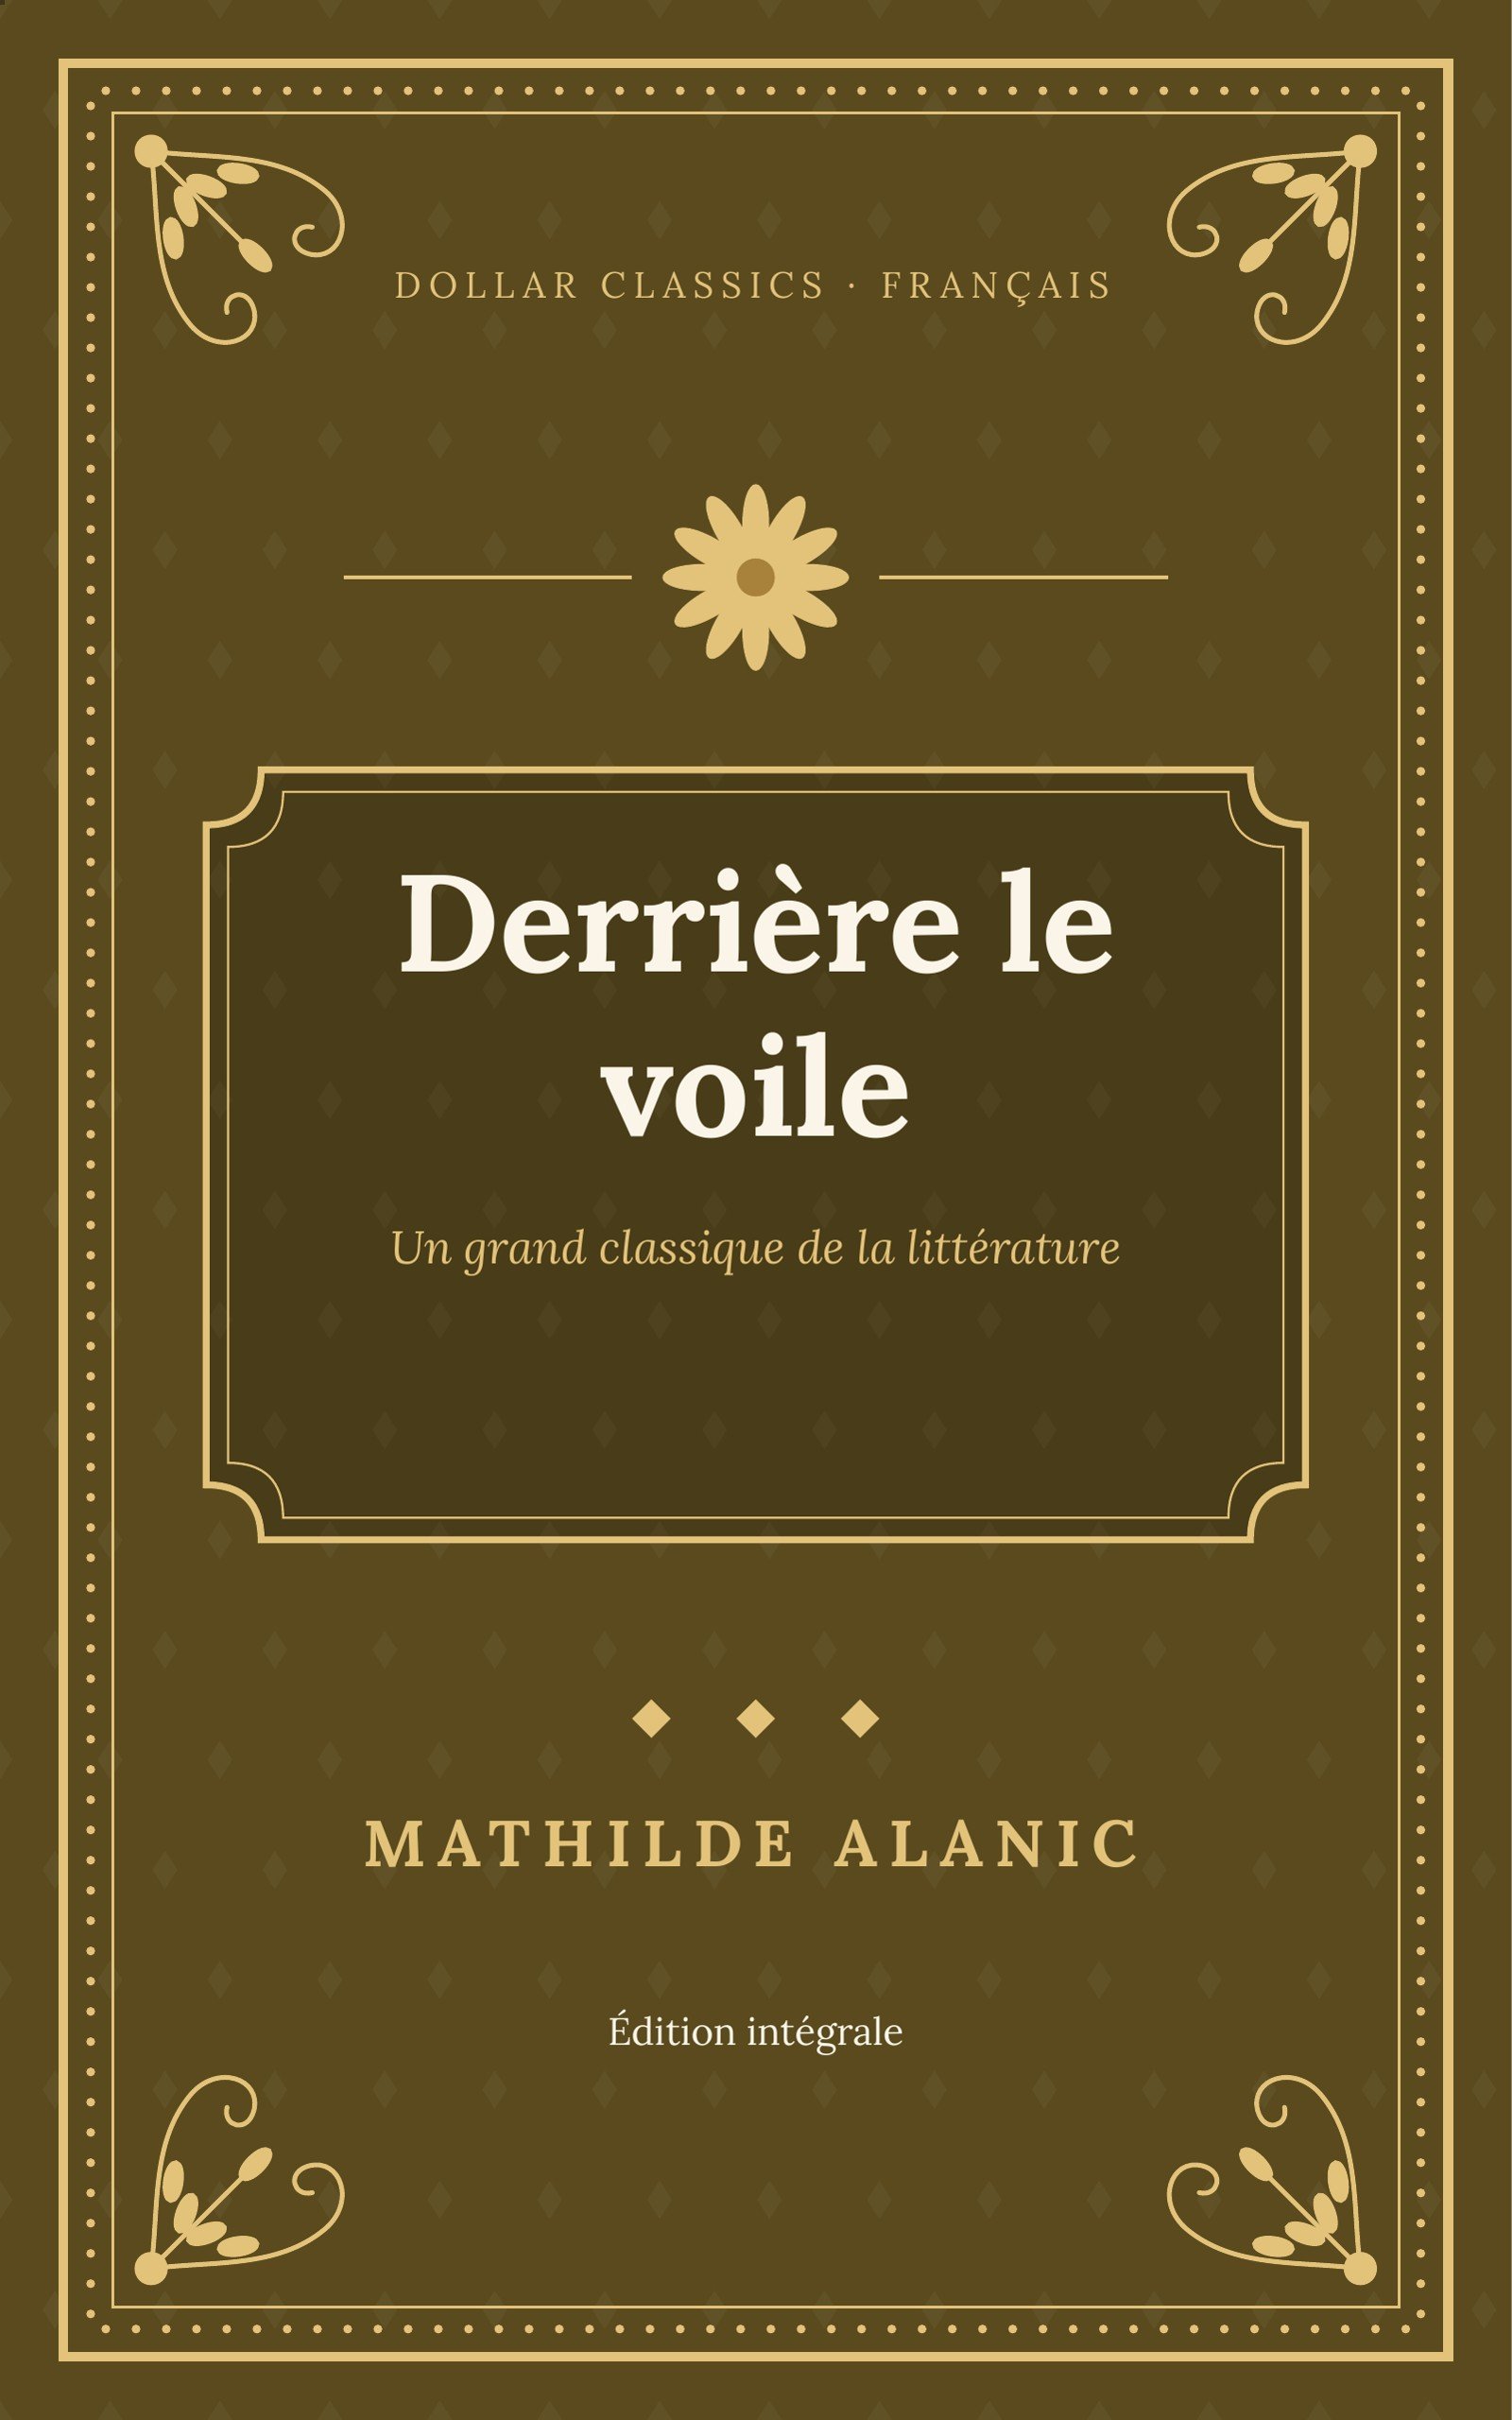 DOLLAR CLASSICS · FRANÇAIS
Derrière le
voile
Un grand classique de la littérature
MATHILDE ALANIC
Édition intégrale